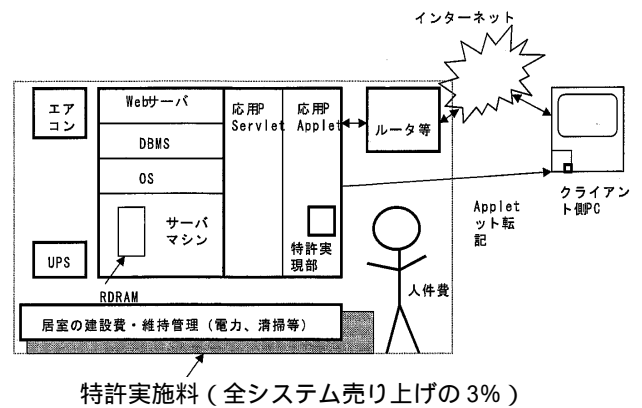 インターネット
エア
コン
Webサーバ
DBMS
OS
サーバ
マシン
応用P
Servlet
応用P
Applet
特許実
現部
ルータ等
クライアン
ト側PC
Applet
ット転
記
UPS
RDRAM
人件費
居室の建設費・維持管理（電力、清掃等）
特許実施料（全システム売り上げの3%）